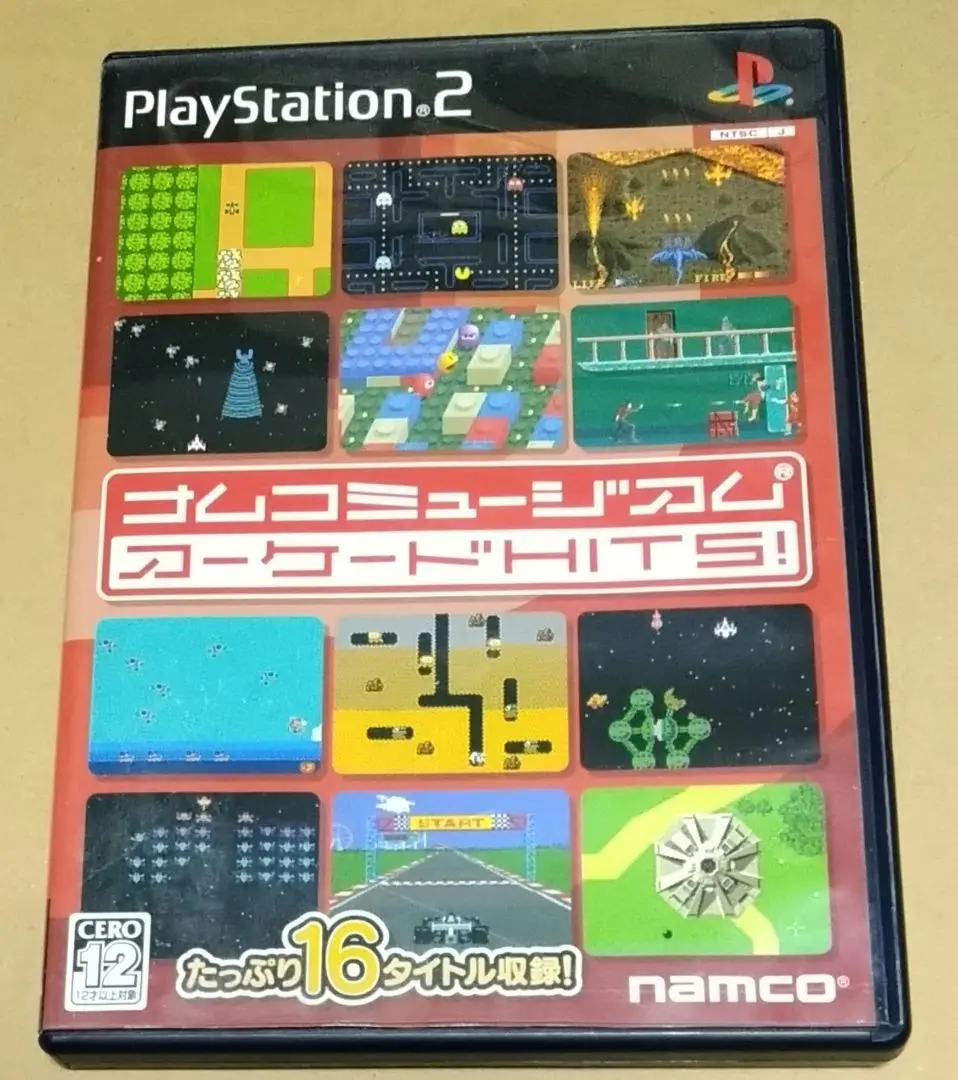 PlayStation®2
NTSC J
LIFE FIRE
ナムコミュージアム®
アーケードHITS!
START
CERO
12
12才以上対象
たっぷり16タイトル収録!
namco®